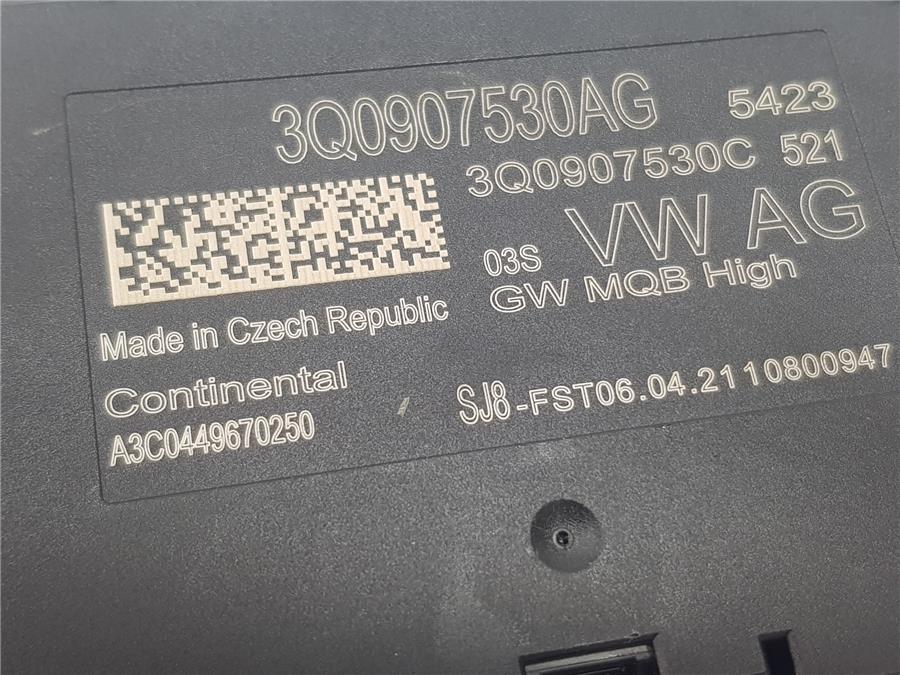 3Q0907530AG 5423
3Q0907530C 521
03S VW AG
GW MQB High
Made in Czech Republic
Continental
A3C0449670250
SJ8-FST06.04.2110800947